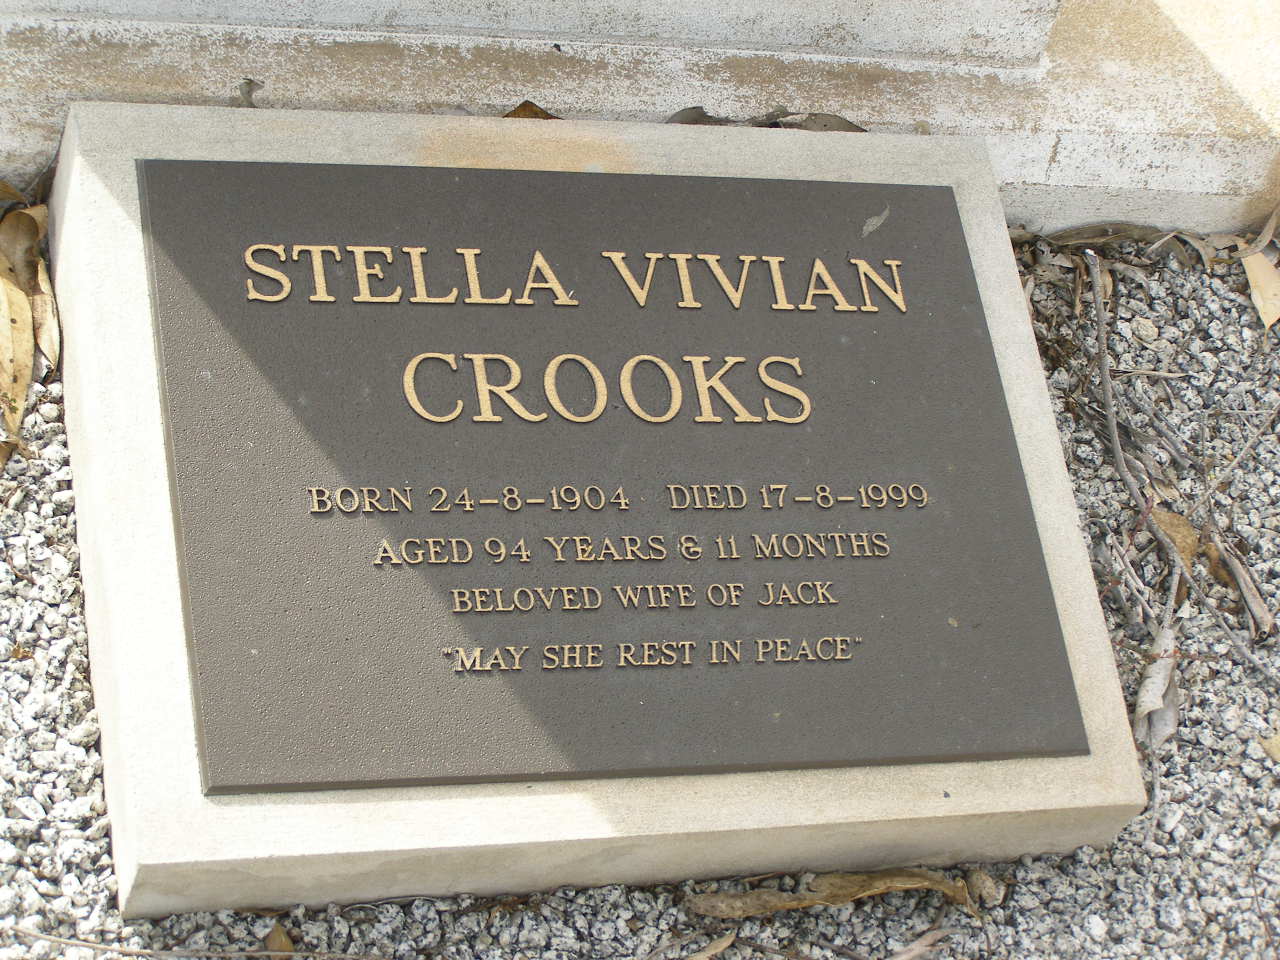 STELLA VIVIAN
CROOKS
BORN 24-8-1904 DIED 17-8-1999
AGED 94 YEARS & 11 MONTHS
BELOVED WIFE OF JACK
"MAY SHE REST IN PEACE"